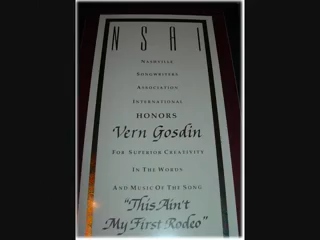 NSAI
NASHVILLE
SONGWRITERS
ASSOCIATION
INTERNATIONAL
HONORS
Vern Gosdin
FOR SUPERIOR CREATIVITY
IN THE WORDS
AND MUSIC OF THE SONG
"This Ain't
My First Rodeo"